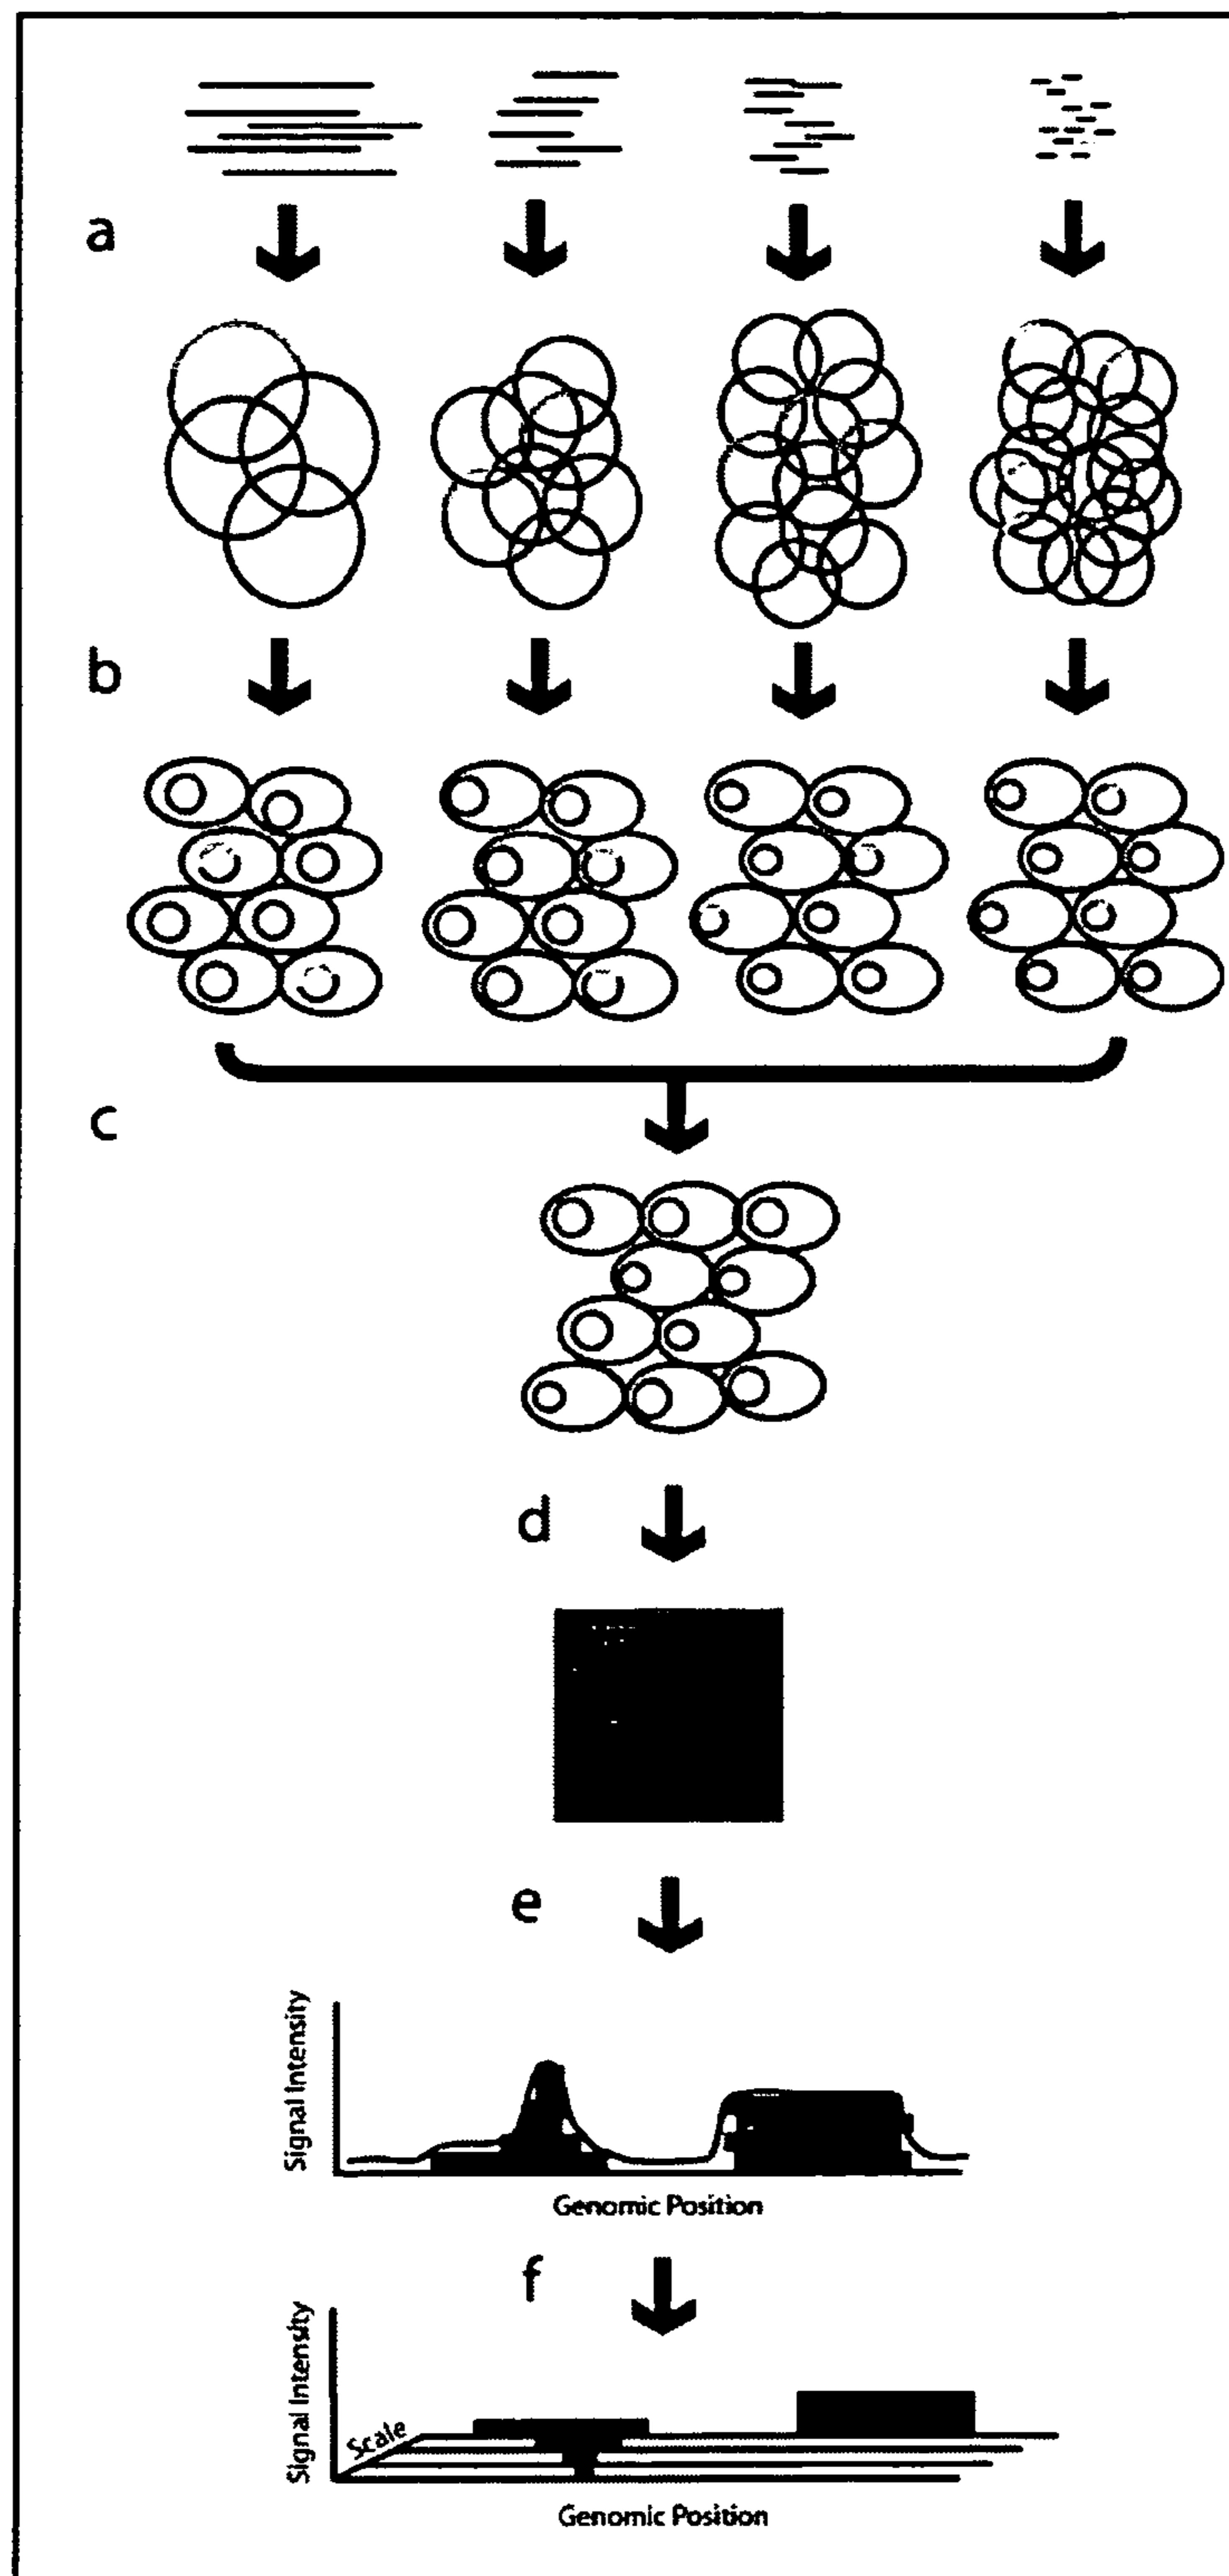 a
b
c
d
e
Signal Intensity
Genomic Position
f
Signal Intensity
Scale
Genomic Position